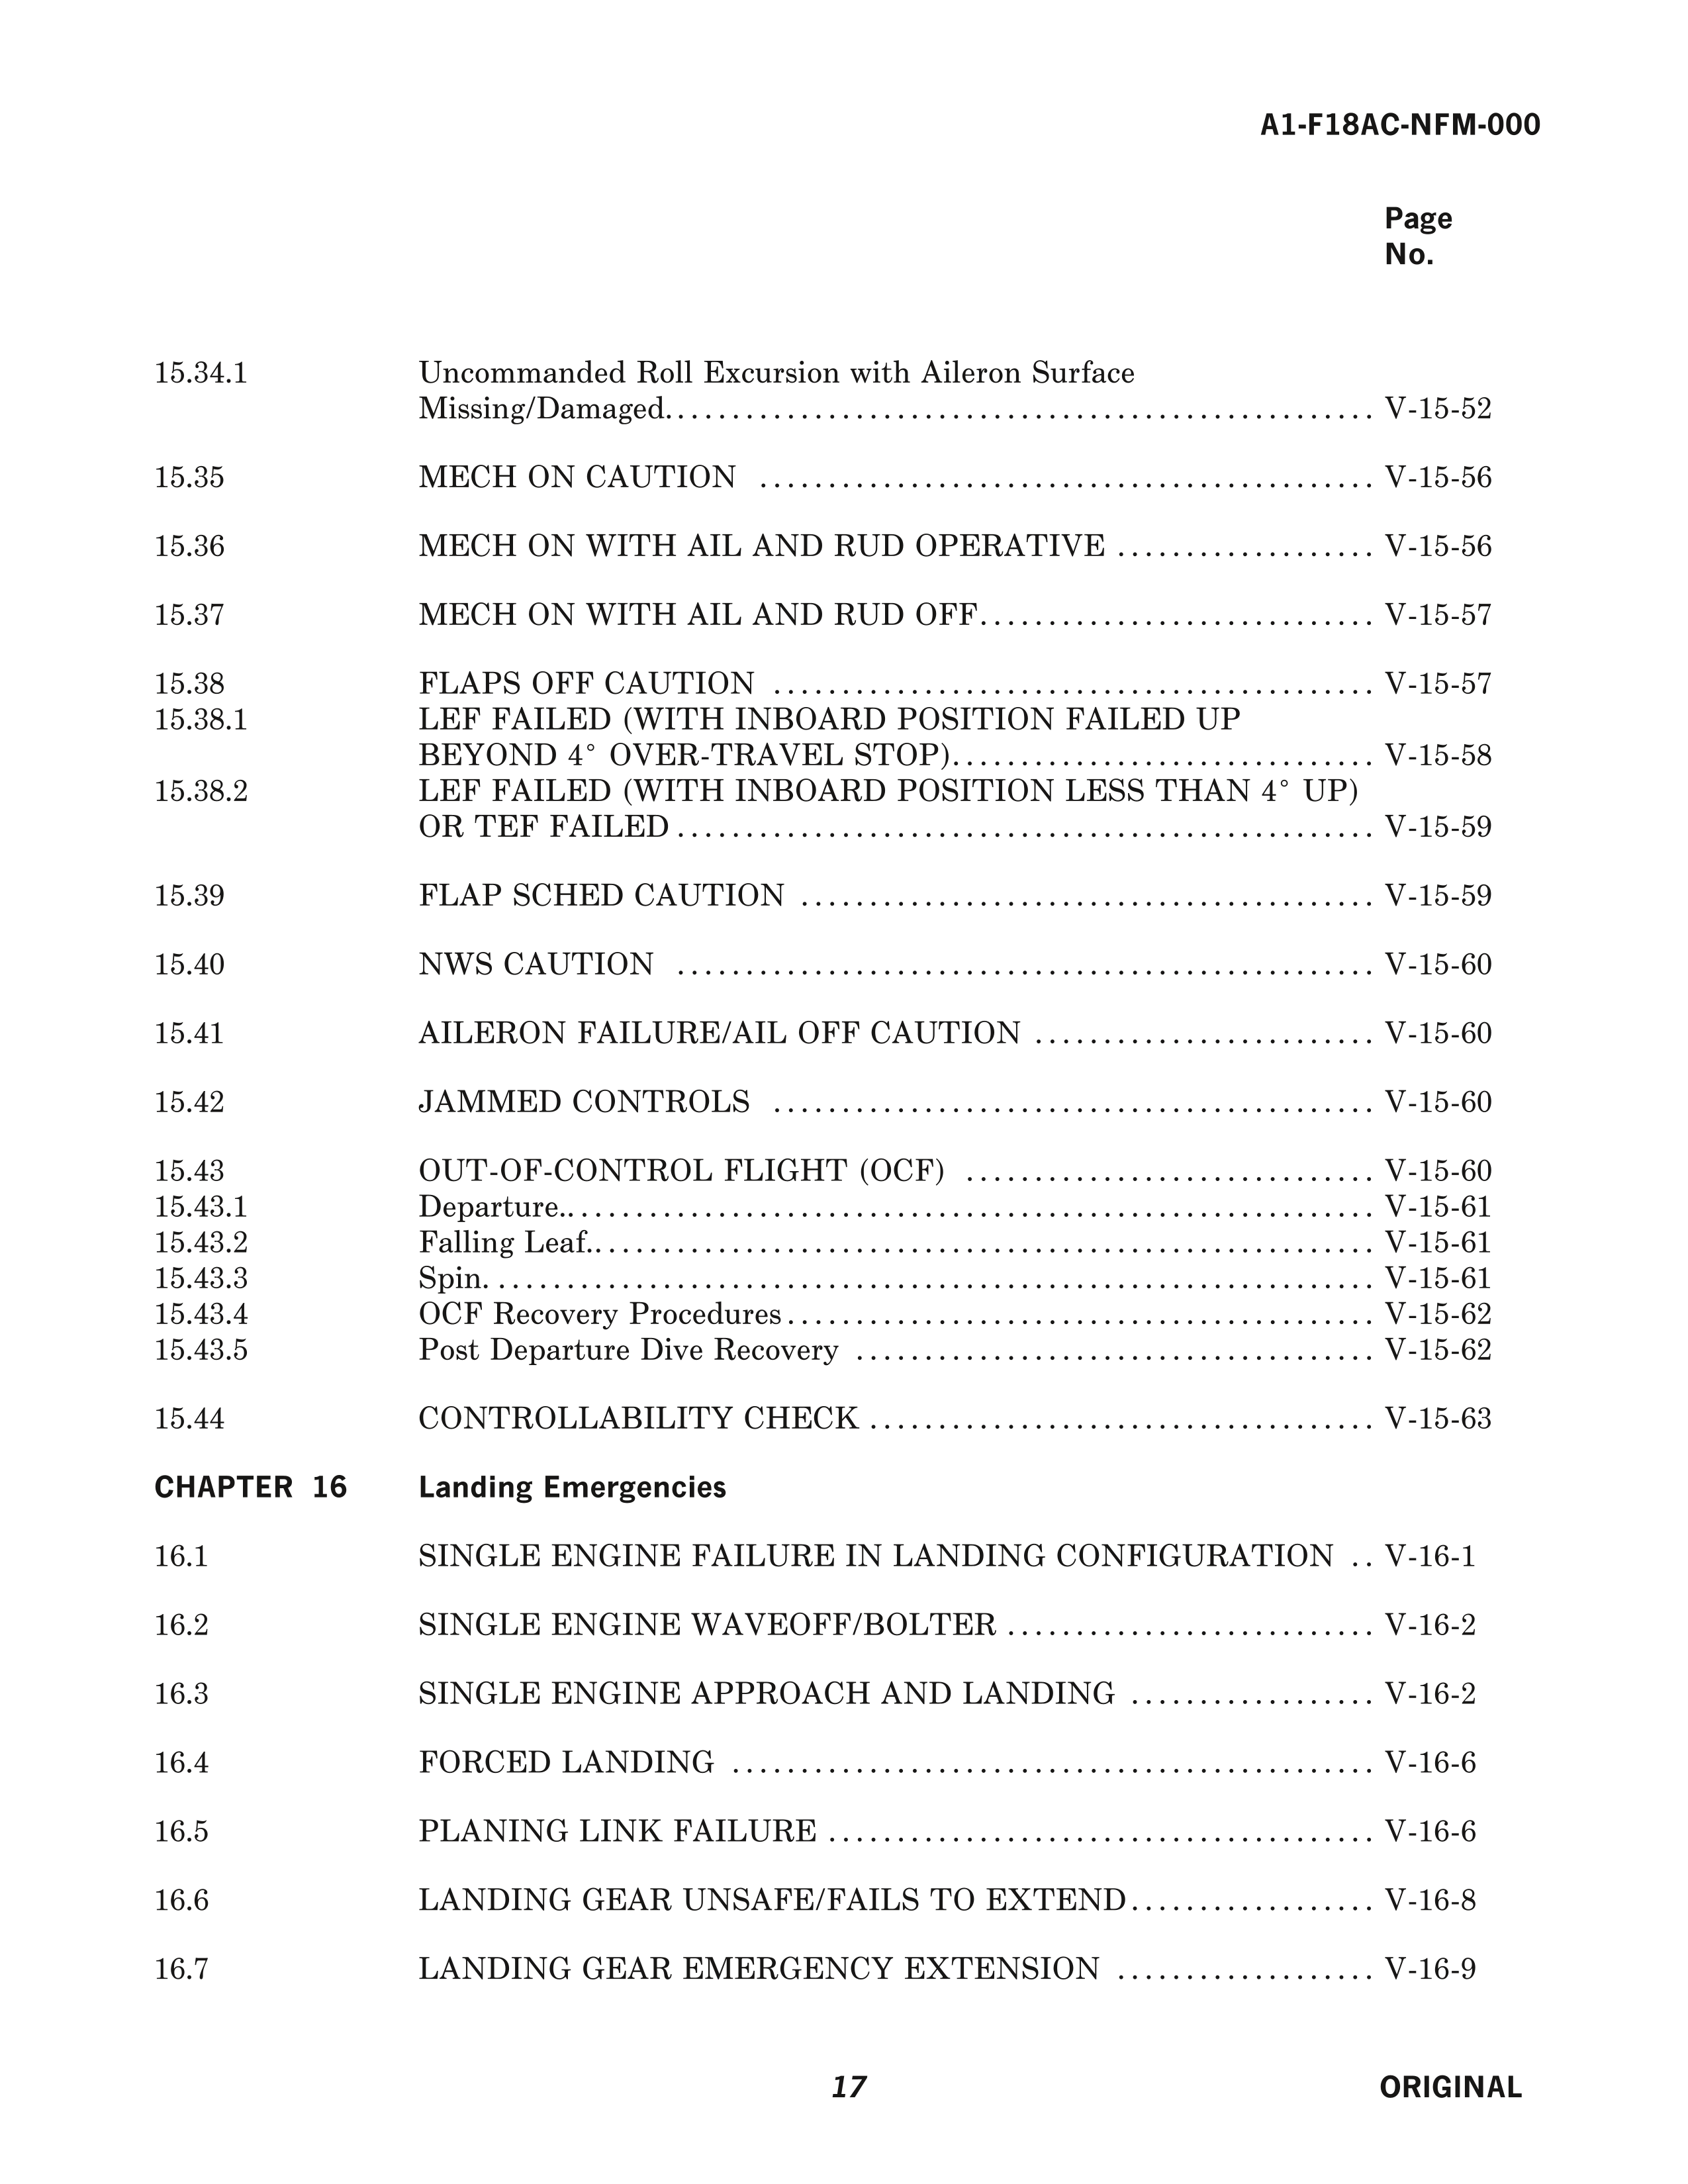 A1-F18AC-NFM-000
Page
No.
15.34.1 Uncommanded Roll Excursion with Aileron Surface
Missing/Damaged.................................................... V-15-52
15.35 MECH ON CAUTION ............................................. V-15-56
15.36 MECH ON WITH AIL AND RUD OPERATIVE ................... V-15-56
15.37 MECH ON WITH AIL AND RUD OFF............................. V-15-57
15.38 FLAPS OFF CAUTION ............................................ V-15-57
15.38.1 LEF FAILED (WITH INBOARD POSITION FAILED UP
BEYOND 4° OVER-TRAVEL STOP)............................... V-15-58
15.38.2 LEF FAILED (WITH INBOARD POSITION LESS THAN 4° UP)
OR TEF FAILED................................................... V-15-59
15.39 FLAP SCHED CAUTION .......................................... V-15-59
15.40 NWS CAUTION ................................................... V-15-60
15.41 AILERON FAILURE/AIL OFF CAUTION ......................... V-15-60
15.42 JAMMED CONTROLS ............................................ V-15-60
15.43 OUT-OF-CONTROL FLIGHT (OCF) .............................. V-15-60
15.43.1 Departure............................................................ V-15-61
15.43.2 Falling Leaf.......................................................... V-15-61
15.43.3 Spin................................................................. V-15-61
15.43.4 OCF Recovery Procedures........................................... V-15-62
15.43.5 Post Departure Dive Recovery ...................................... V-15-62
15.44 CONTROLLABILITY CHECK..................................... V-15-63
CHAPTER 16 Landing Emergencies
16.1 SINGLE ENGINE FAILURE IN LANDING CONFIGURATION .. V-16-1
16.2 SINGLE ENGINE WAVEOFF/BOLTER........................... V-16-2
16.3 SINGLE ENGINE APPROACH AND LANDING .................. V-16-2
16.4 FORCED LANDING ............................................... V-16-6
16.5 PLANING LINK FAILURE........................................ V-16-6
16.6 LANDING GEAR UNSAFE/FAILS TO EXTEND.................. V-16-8
16.7 LANDING GEAR EMERGENCY EXTENSION ................... V-16-9
17 ORIGINAL